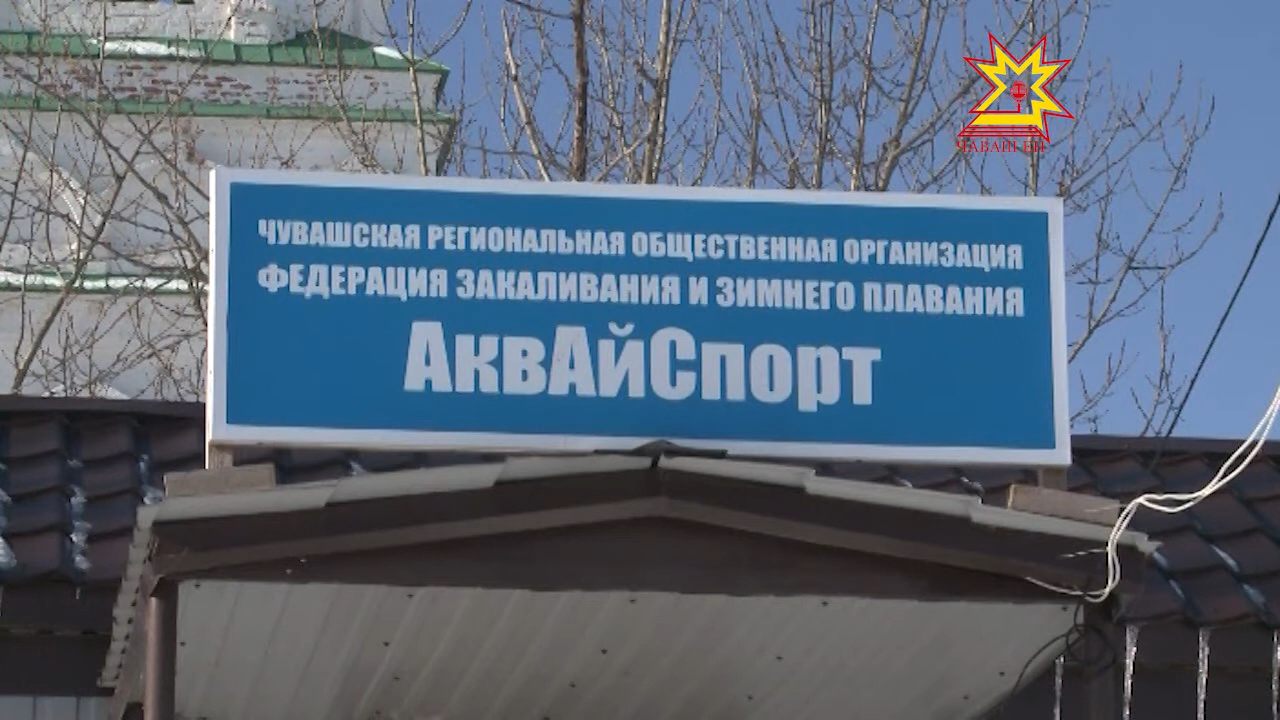 ЧУВАШСКАЯ РЕГИОНАЛЬНАЯ ОБЩЕСТВЕННАЯ ОРГАНИЗАЦИЯ
ФЕДЕРАЦИЯ ЗАКАЛИВАНИЯ И ЗИМНЕГО ПЛАВАНИЯ
АквАйСпорт